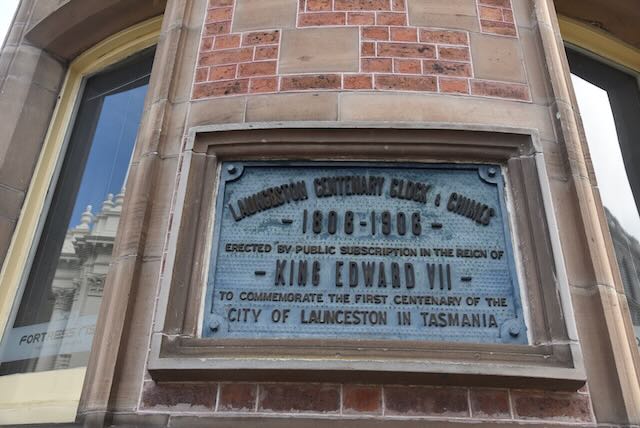 LAUNCESTON CENTENARY CLOCK & CHIMES
- 1806-1906 -
ERECTED BY PUBLIC SUBSCRIPTION IN THE REIGN OF
- KING EDWARD VII -
TO COMMEMORATE THE FIRST CENTENARY OF THE
CITY OF LAUNCESTON IN TASMANIA